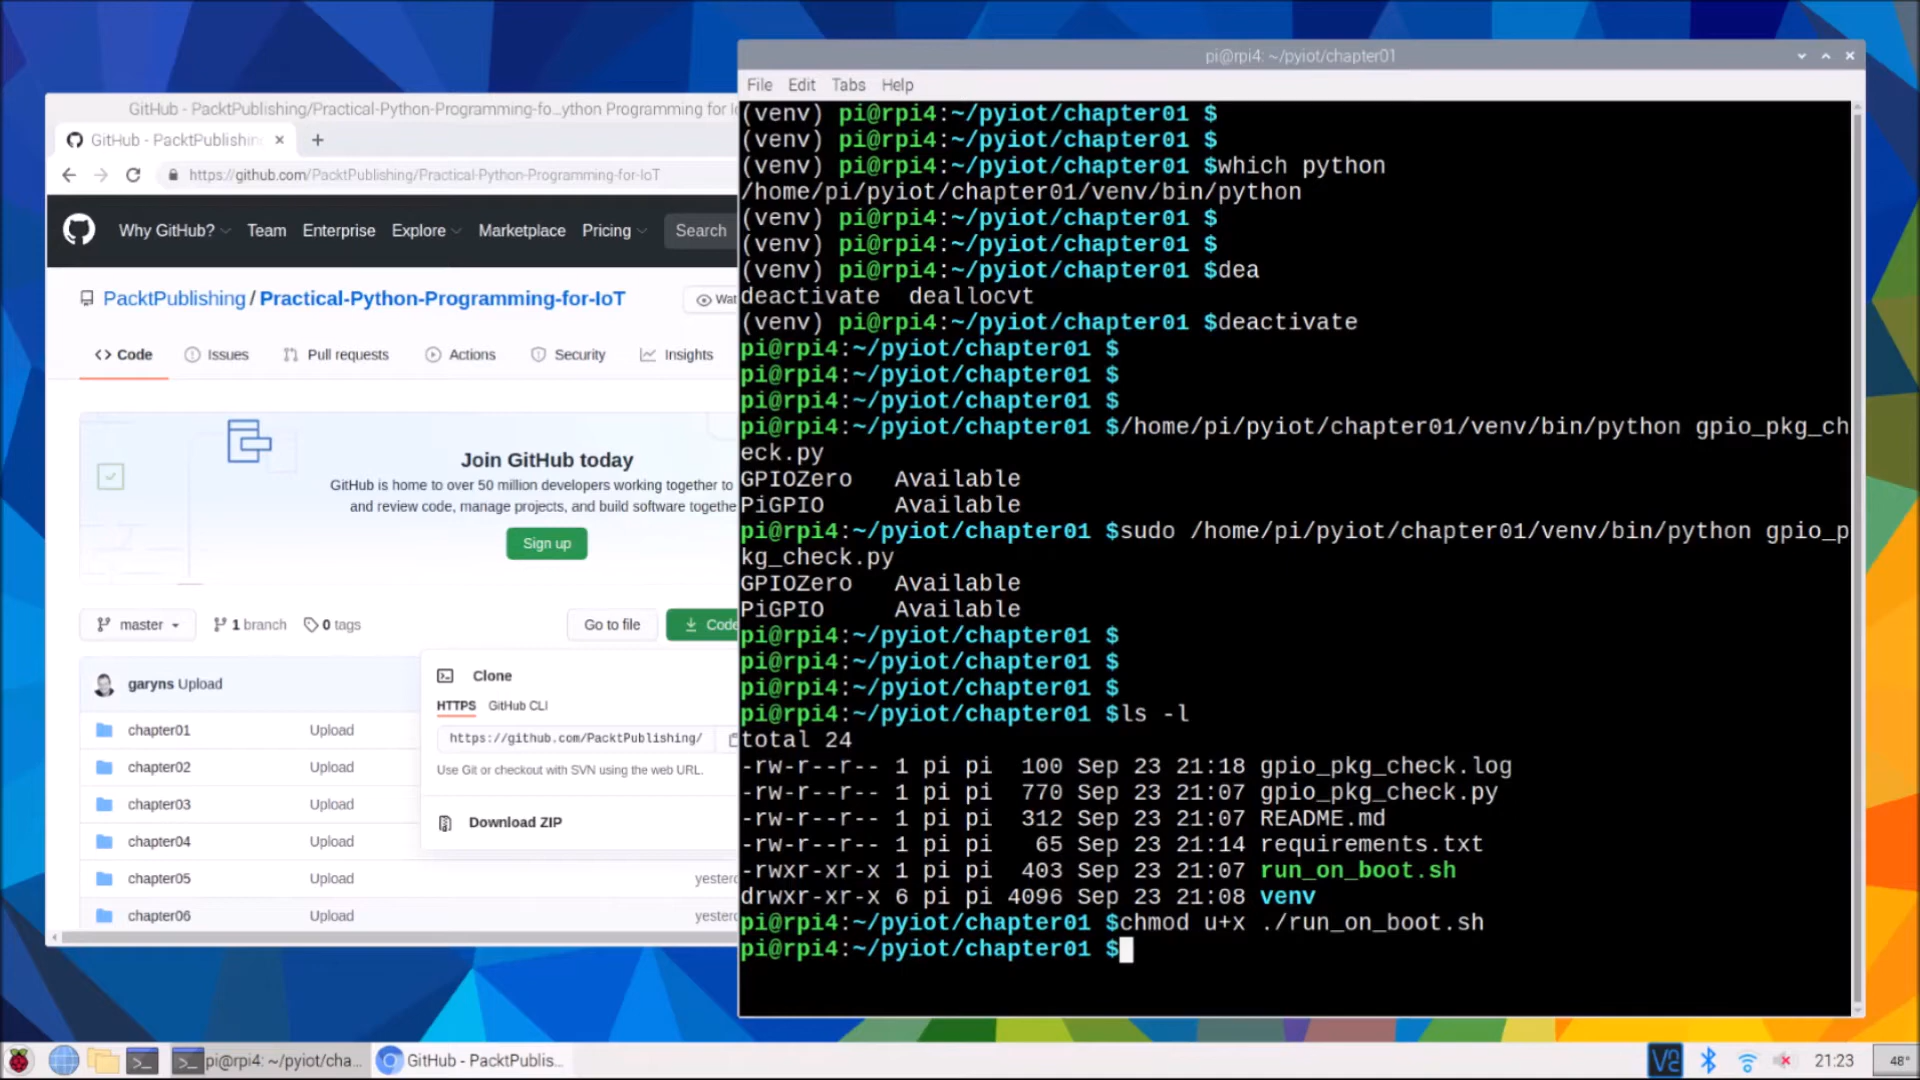 GitHub - PacktPublishing/Practical-Python-Programming-fo...ython Programming for I
GitHub - PacktPublishin
https://github.com/PacktPublishing/Practical-Python-Programming-for-IoT
Why GitHub? Team Enterprise Explore Marketplace Pricing Search
PacktPublishing / Practical-Python-Programming-for-IoT
Wat
Code Issues Pull requests Actions Security Insights
Join GitHub today
GitHub is home to over 50 million developers working together to
and review code, manage projects, and build software togethe
Sign up
master 1 branch 0 tags Go to file Code
garyns Upload
chapter01 Upload
chapter02 Upload
chapter03 Upload
chapter04 Upload
chapter05 Upload yester
chapter06 Upload yester
Clone
HTTPS GitHub CLI
https://github.com/PacktPublishing/
Use Git or checkout with SVN using the web URL.
Download ZIP
pi@rpi4: ~/pyiot/chapter01
File Edit Tabs Help
(venv) pi@rpi4:~/pyiot/chapter01 $
(venv) pi@rpi4:~/pyiot/chapter01 $
(venv) pi@rpi4:~/pyiot/chapter01 $which python
/home/pi/pyiot/chapter01/venv/bin/python
(venv) pi@rpi4:~/pyiot/chapter01 $
(venv) pi@rpi4:~/pyiot/chapter01 $
(venv) pi@rpi4:~/pyiot/chapter01 $dea
deactivate  deallocvt
(venv) pi@rpi4:~/pyiot/chapter01 $deactivate
pi@rpi4:~/pyiot/chapter01 $
pi@rpi4:~/pyiot/chapter01 $
pi@rpi4:~/pyiot/chapter01 $
pi@rpi4:~/pyiot/chapter01 $/home/pi/pyiot/chapter01/venv/bin/python gpio_pkg_ch
eck.py
GPIOZero   Available
PiGPIO     Available
pi@rpi4:~/pyiot/chapter01 $sudo /home/pi/pyiot/chapter01/venv/bin/python gpio_p
kg_check.py
GPIOZero   Available
PiGPIO     Available
pi@rpi4:~/pyiot/chapter01 $
pi@rpi4:~/pyiot/chapter01 $
pi@rpi4:~/pyiot/chapter01 $
pi@rpi4:~/pyiot/chapter01 $ls -l
total 24
-rw-r--r-- 1 pi pi  100 Sep 23 21:18 gpio_pkg_check.log
-rw-r--r-- 1 pi pi  770 Sep 23 21:07 gpio_pkg_check.py
-rw-r--r-- 1 pi pi  312 Sep 23 21:07 README.md
-rw-r--r-- 1 pi pi   65 Sep 23 21:14 requirements.txt
-rwxr-xr-x 1 pi pi  403 Sep 23 21:07 run_on_boot.sh
drwxr-xr-x 6 pi pi 4096 Sep 23 21:08 venv
pi@rpi4:~/pyiot/chapter01 $chmod u+x ./run_on_boot.sh
pi@rpi4:~/pyiot/chapter01 $
pi@rpi4: ~/pyiot/cha... GitHub - PacktPublis... 21:23 48°